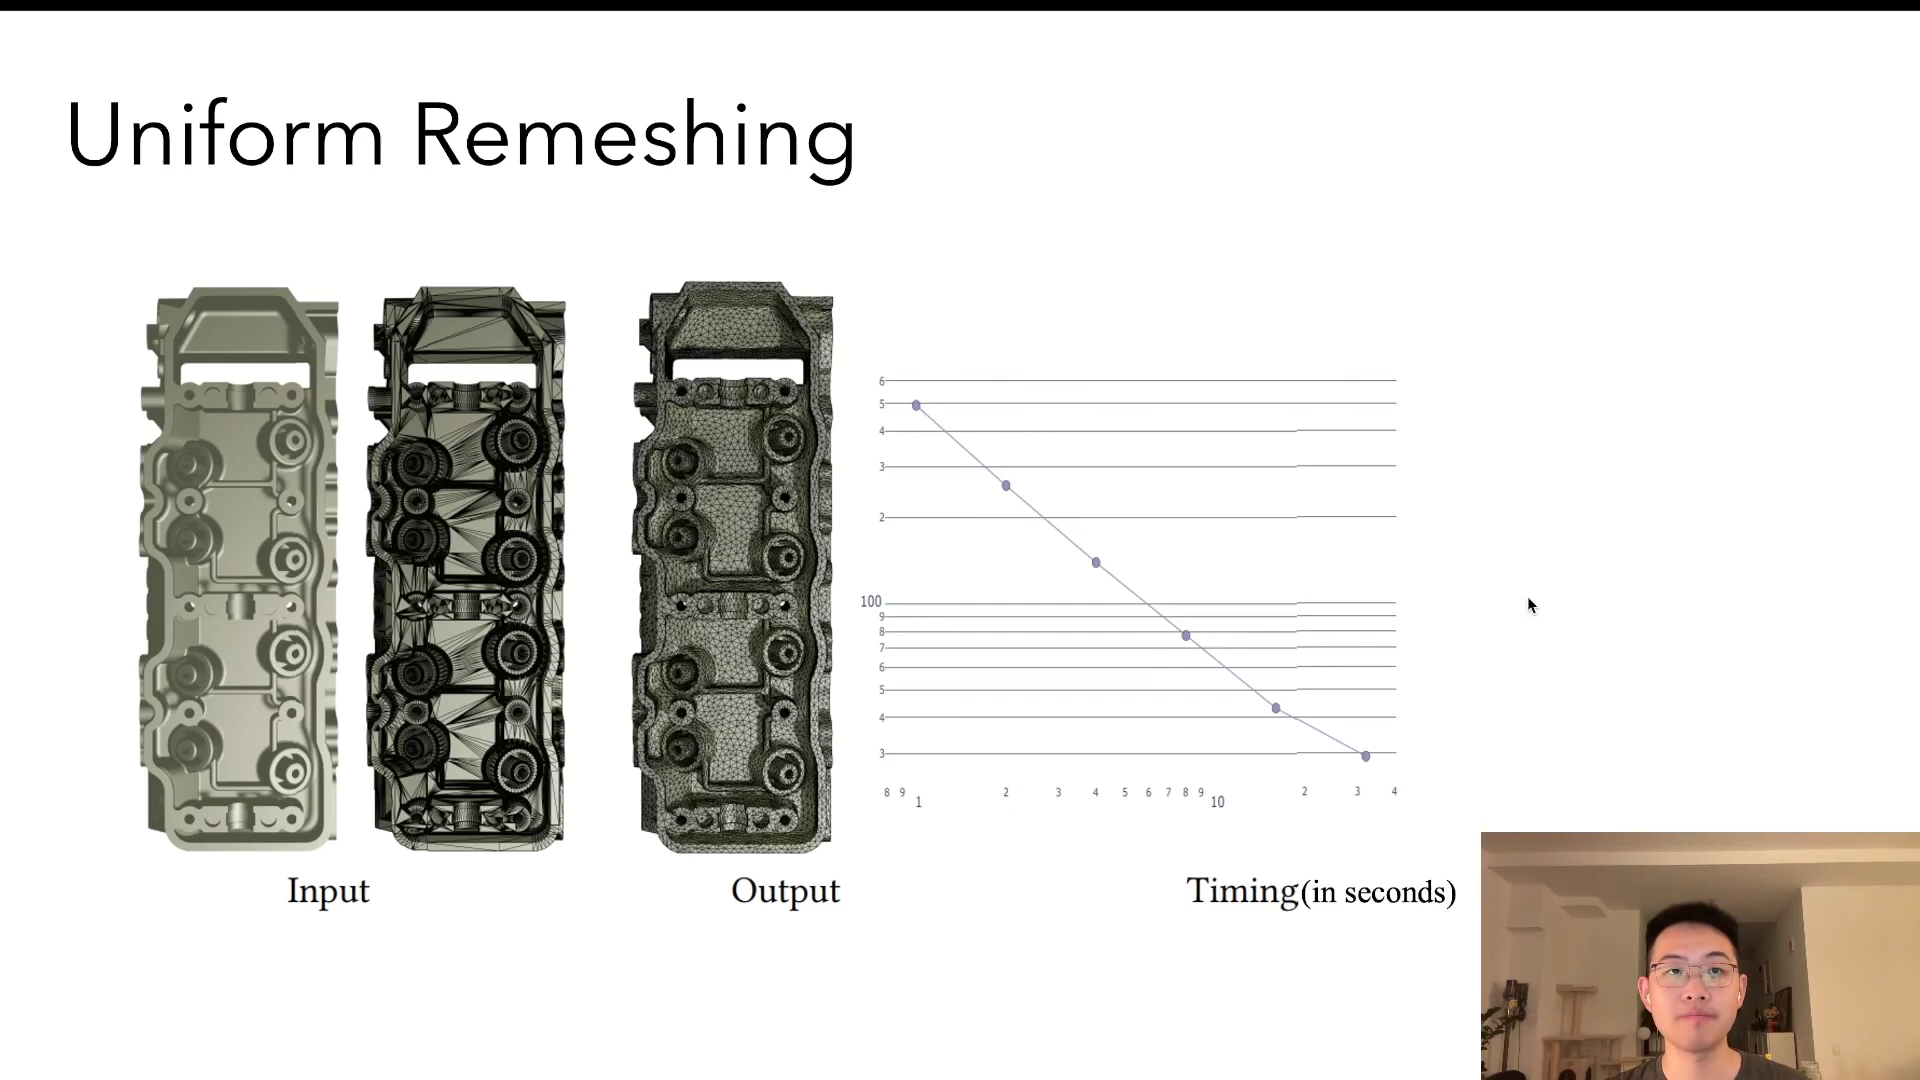 Uniform Remeshing
6
5
4
3
2
100
9
8
7
6
5
4
3
8 9 1 2 3 4 5 6 7 8 9 10 2 3 4
Input
Output
Timing(in seconds)